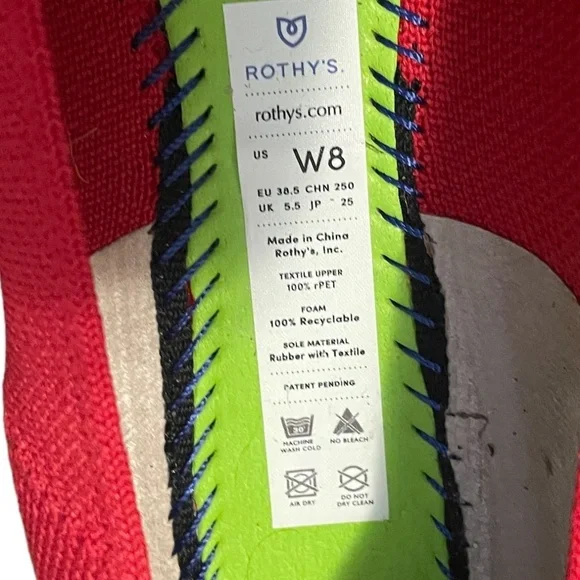 ROTHY'S.
rothys.com
US W8
EU 38.5 CHN 250
UK 5.5 JP 25
Made in China
Rothy's, Inc.
TEXTILE UPPER
100% rPET
FOAM
100% Recyclable
SOLE MATERIAL
Rubber with Textile
PATENT PENDING
30°
MACHINE WASH COLD NO BLEACH
AIR DRY DO NOT DRY CLEAN